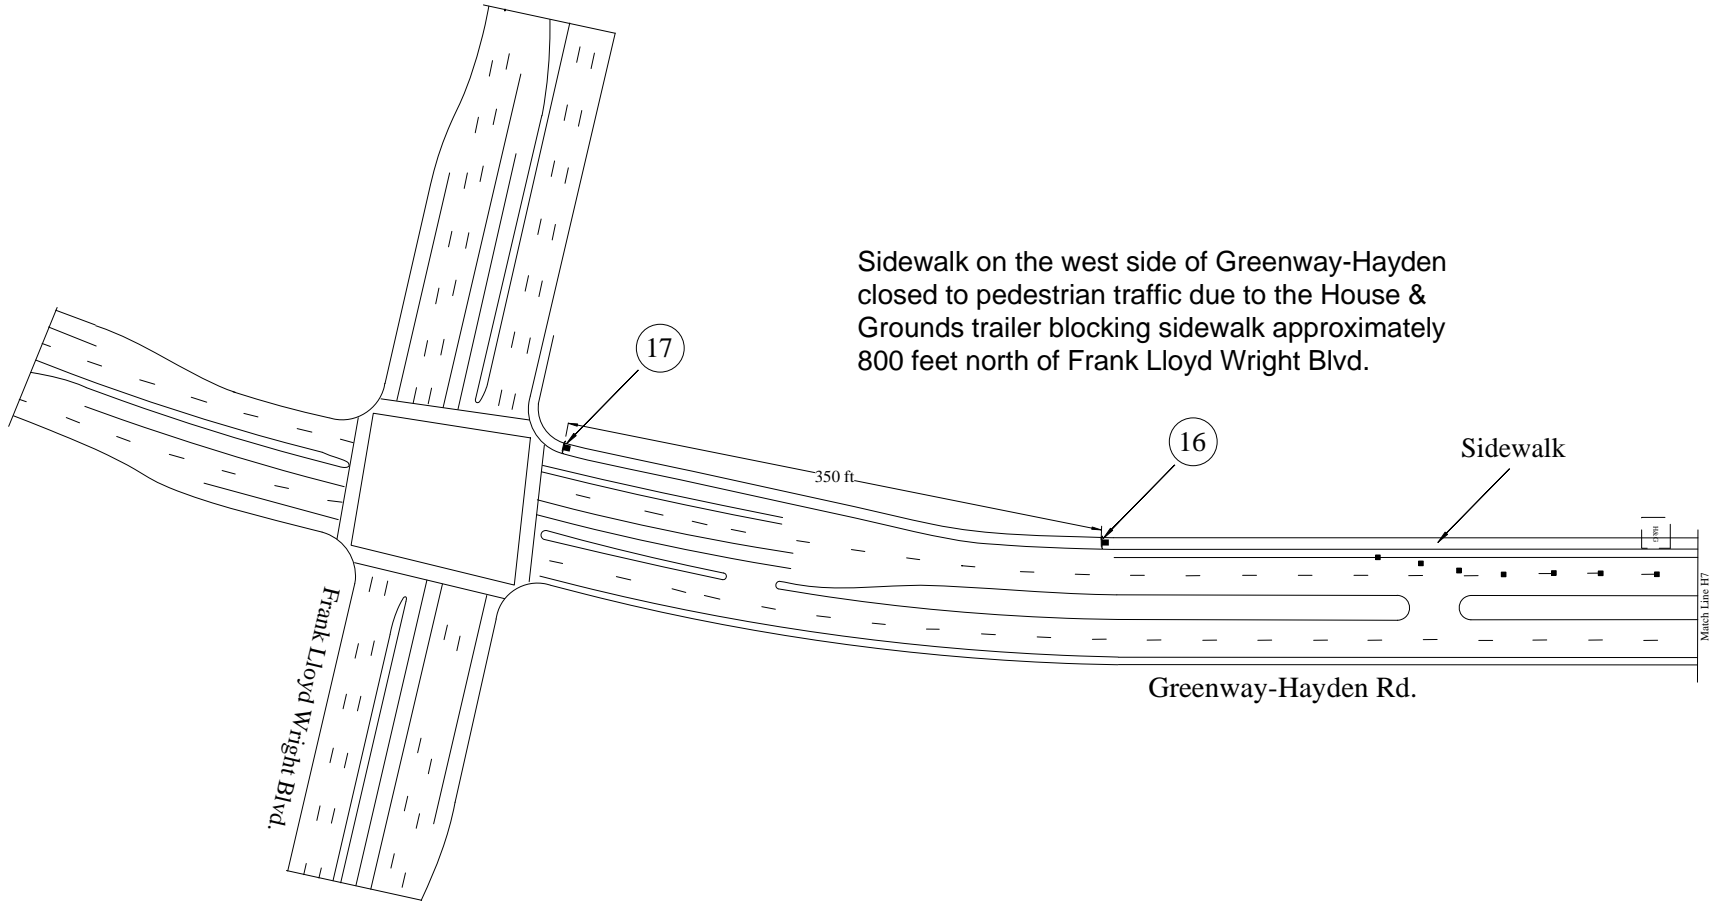 Sidewalk on the west side of Greenway-Hayden
closed to pedestrian traffic due to the House &
Grounds trailer blocking sidewalk approximately
800 feet north of Frank Lloyd Wright Blvd.
17
16
Sidewalk
350 ft
H&G
Match Line H7
Frank Lloyd Wright Blvd.
Greenway-Hayden Rd.